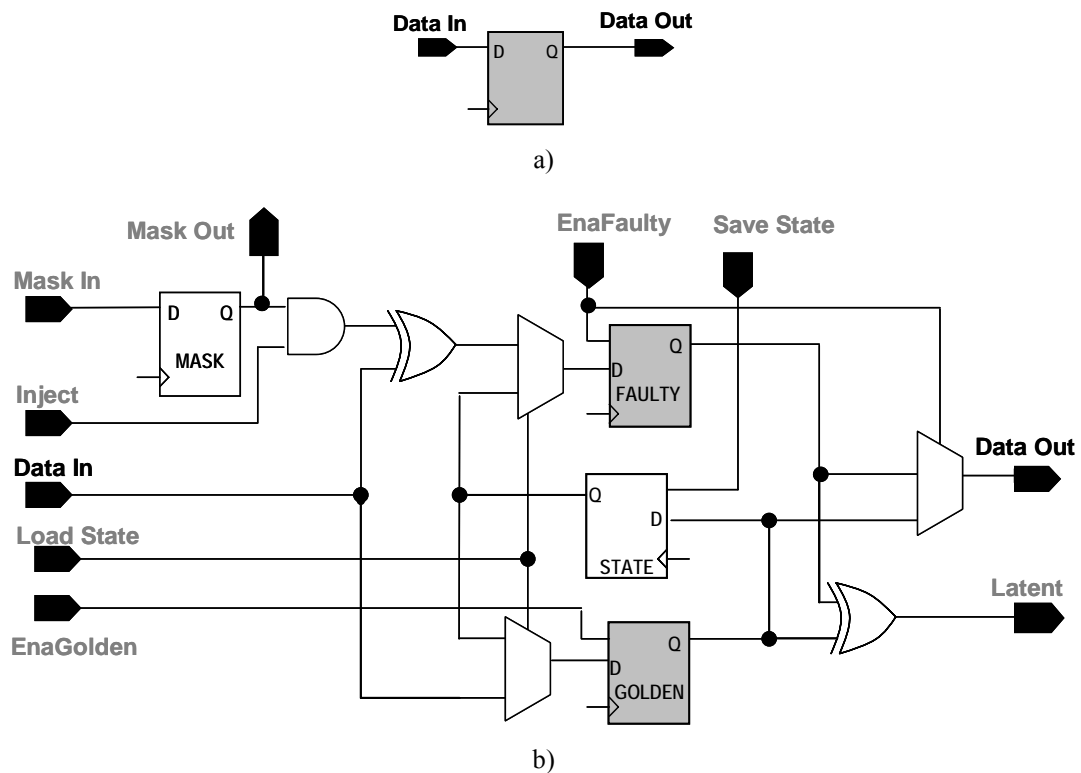 Data In
Data Out
D
Q
a)
Mask Out
EnaFaulty
Save State
Mask In
D
Q
MASK
Q
D
FAULTY
Inject
Data In
Data Out
Q
D
STATE
Load State
Latent
EnaGolden
Q
D
GOLDEN
b)